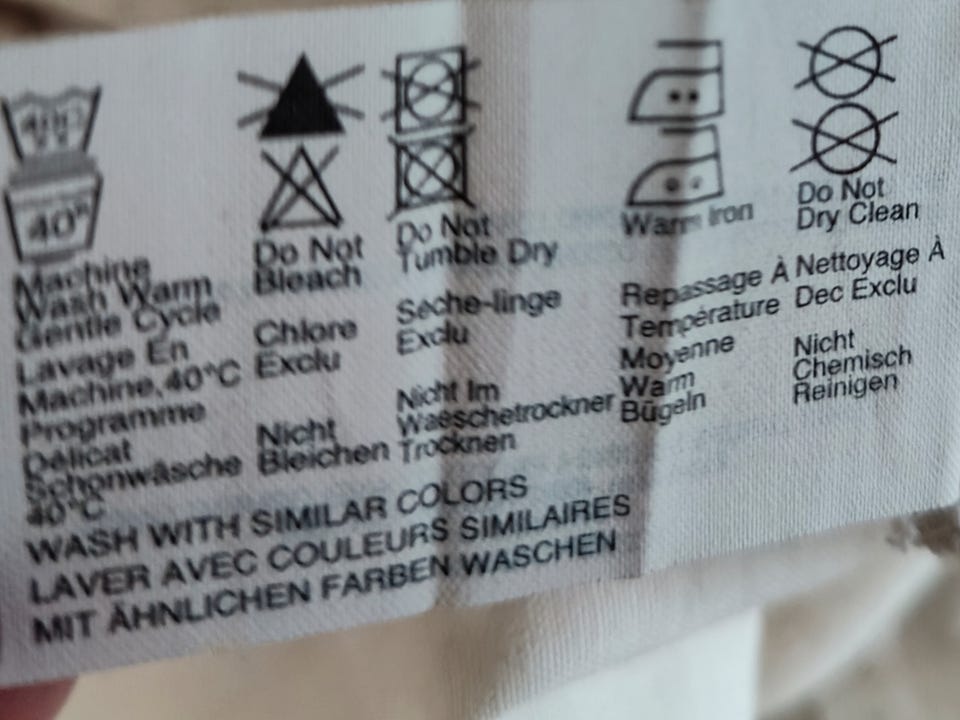 40°C
40°
Machine
Wash Warm
Gentle Cycle
Lavage En
Machine,40°C
Programme
Délicat
Schonwäsche
40°C
Do Not
Bleach
Chlore
Exclu
Nicht
Bleichen
Do Not
Tumble Dry
Séche-linge
Exclu
Nicht Im
Waeschetrockner
Trocknen
Warm Iron
Repassage À
Température
Moyenne
Warm
Bügeln
Do Not
Dry Clean
Nettoyage À
Dec Exclu
Nicht
Chemisch
Reinigen
WASH WITH SIMILAR COLORS
LAVER AVEC COULEURS SIMILAIRES
MIT ÄHNLICHEN FARBEN WASCHEN